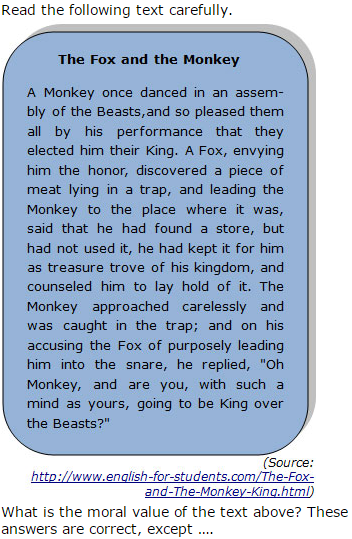 Read the following text carefully.
The Fox and the Monkey
A Monkey once danced in an assem-
bly of the Beasts,and so pleased them
all by his performance that they
elected him their King. A Fox, envying
him the honor, discovered a piece of
meat lying in a trap, and leading the
Monkey to the place where it was,
said that he had found a store, but
had not used it, he had kept it for him
as treasure trove of his kingdom, and
counseled him to lay hold of it. The
Monkey approached carelessly and
was caught in the trap; and on his
accusing the Fox of purposely leading
him into the snare, he replied, "Oh
Monkey, and are you, with such a
mind as yours, going to be King over
the Beasts?"
(Source:
http://www.english-for-students.com/The-Fox-
and-The-Monkey-King.html)
What is the moral value of the text above? These
answers are correct, except ....